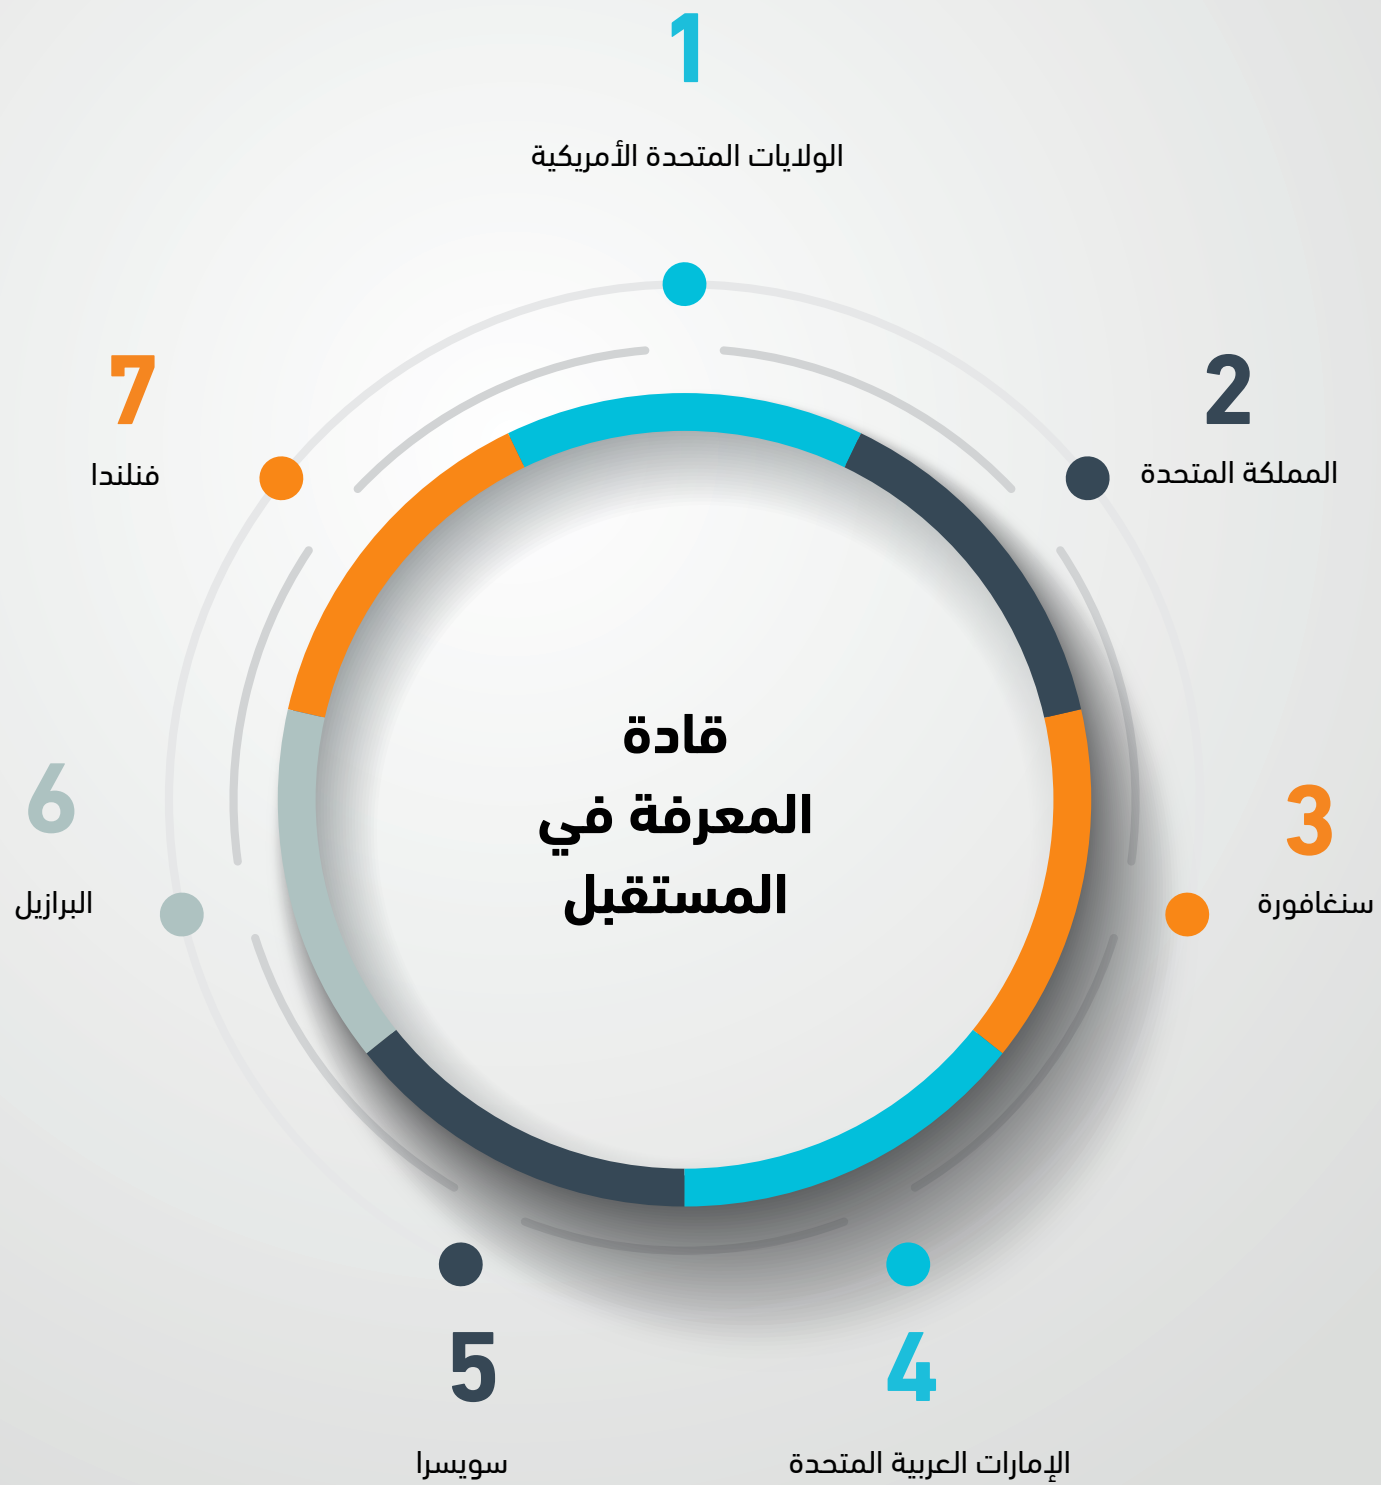 1
الولايات المتحدة الأمريكية
2
المملكة المتحدة
3
سنغافورة
4
الإمارات العربية المتحدة
5
سويسرا
6
البرازيل
7
فنلندا
قادة
المعرفة في
المستقبل